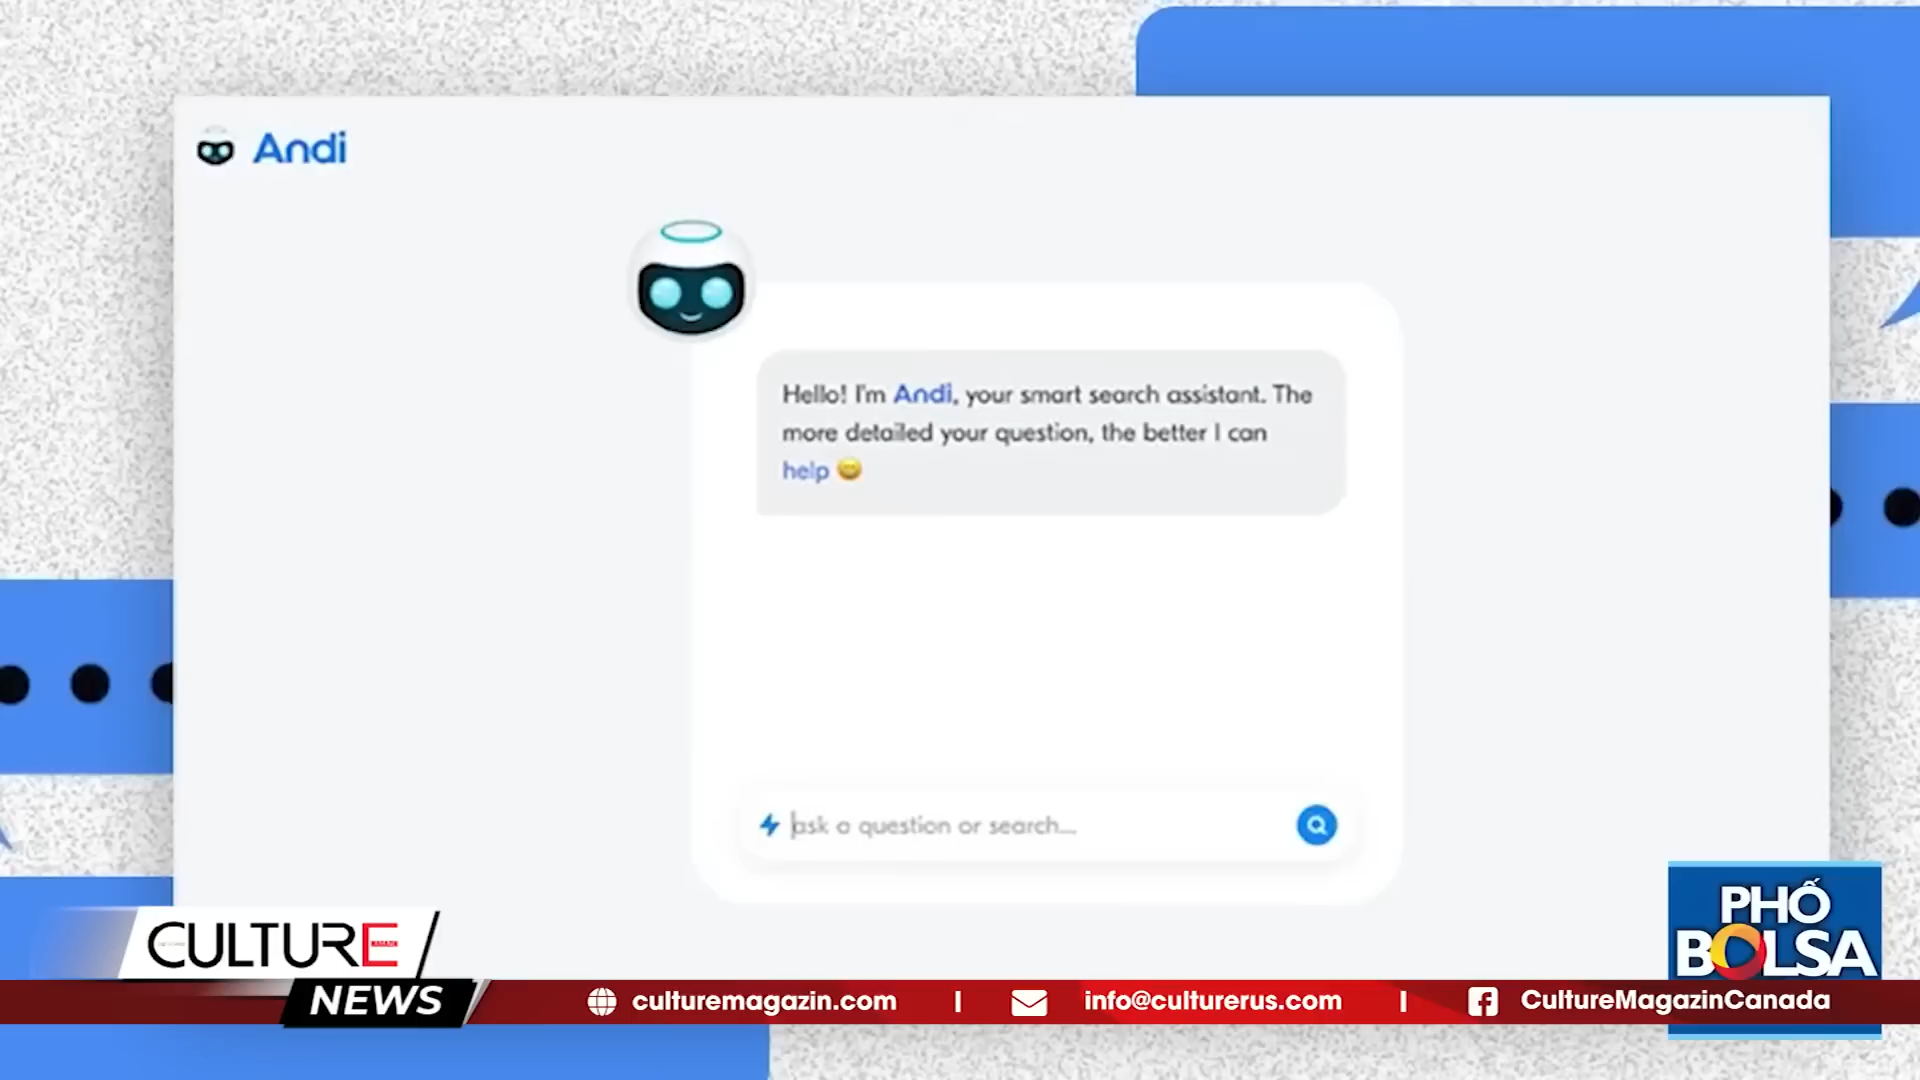 Andi
Hello! I'm Andi, your smart search assistant. The
more detailed your question, the better I can
help 😊
ask a question or search...
CULTURE
NEWS
culturemagazin.com
info@culturerus.com
CultureMagazinCanada
PHỐ
BOLSA